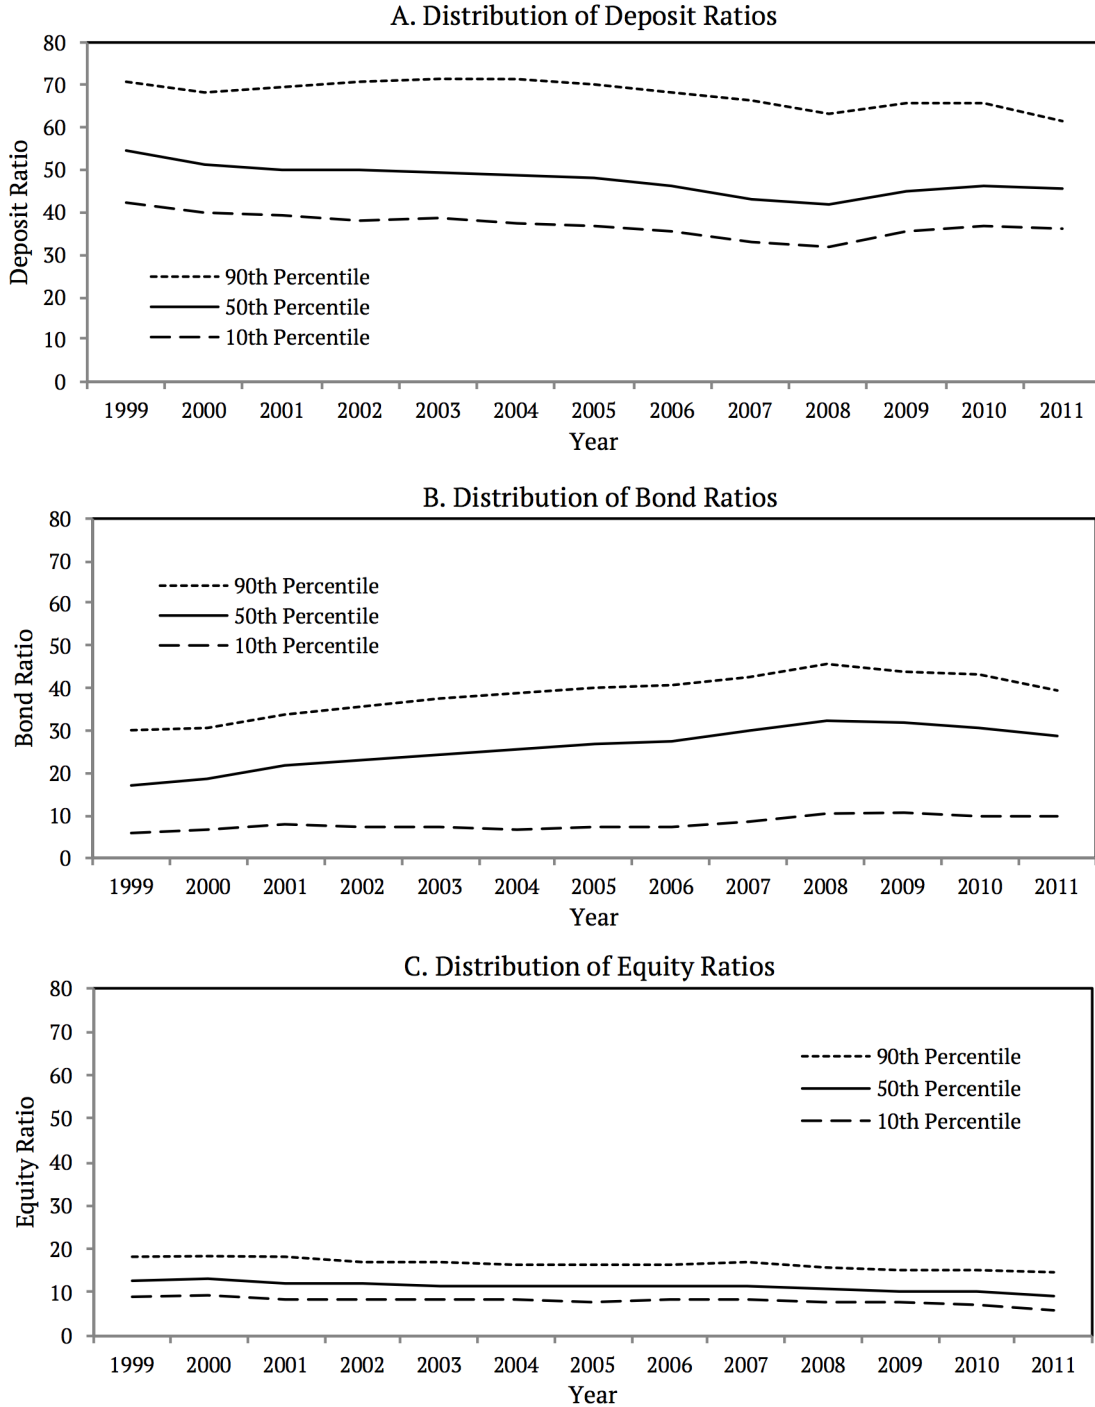 A. Distribution of Deposit Ratios
80
70
60
50
40
30
20
10
0
Deposit Ratio
90th Percentile
50th Percentile
10th Percentile
1999 2000 2001 2002 2003 2004 2005 2006 2007 2008 2009 2010 2011
Year
B. Distribution of Bond Ratios
80
70
60
50
40
30
20
10
0
Bond Ratio
90th Percentile
50th Percentile
10th Percentile
1999 2000 2001 2002 2003 2004 2005 2006 2007 2008 2009 2010 2011
Year
C. Distribution of Equity Ratios
80
70
60
50
40
30
20
10
0
Equity Ratio
90th Percentile
50th Percentile
10th Percentile
1999 2000 2001 2002 2003 2004 2005 2006 2007 2008 2009 2010 2011
Year